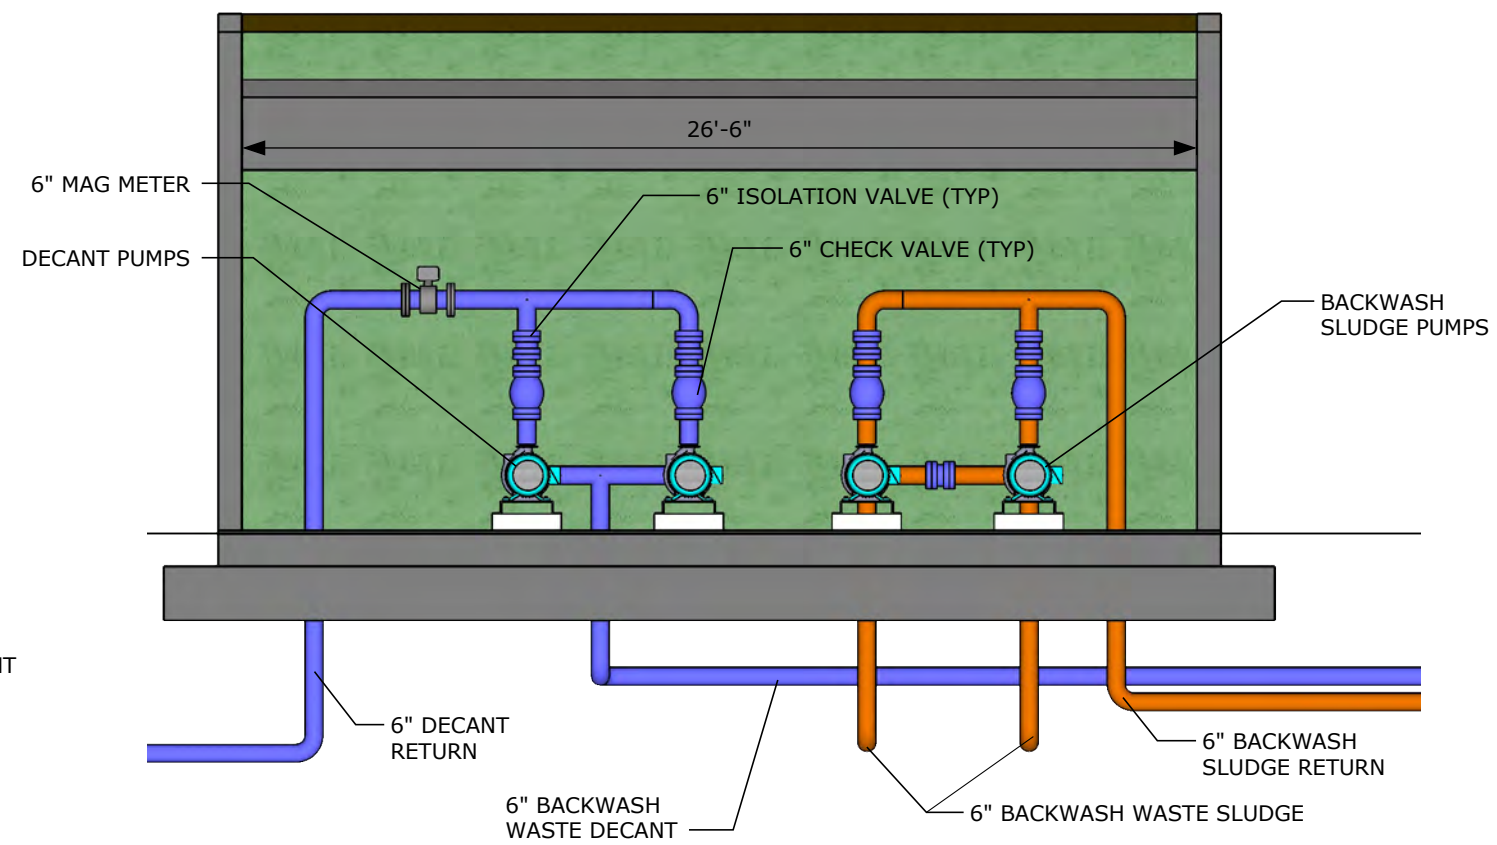 26'-6"
6" MAG METER
6" ISOLATION VALVE (TYP)
DECANT PUMPS
6" CHECK VALVE (TYP)
BACKWASH
SLUDGE PUMPS
6" DECANT
RETURN
6" BACKWASH
SLUDGE RETURN
6" BACKWASH
WASTE DECANT
6" BACKWASH WASTE SLUDGE